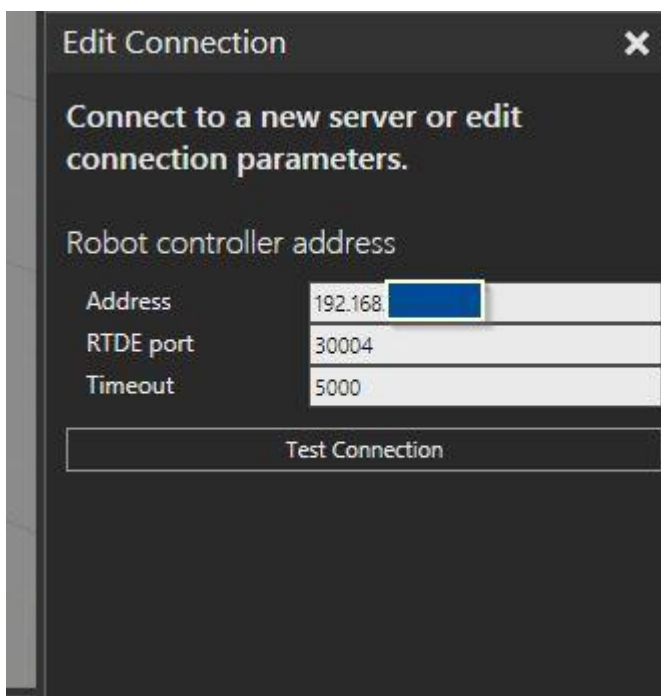 Edit Connection
Connect to a new server or edit
connection parameters.
Robot controller address
Address 192.168.
RTDE port 30004
Timeout 5000
Test Connection